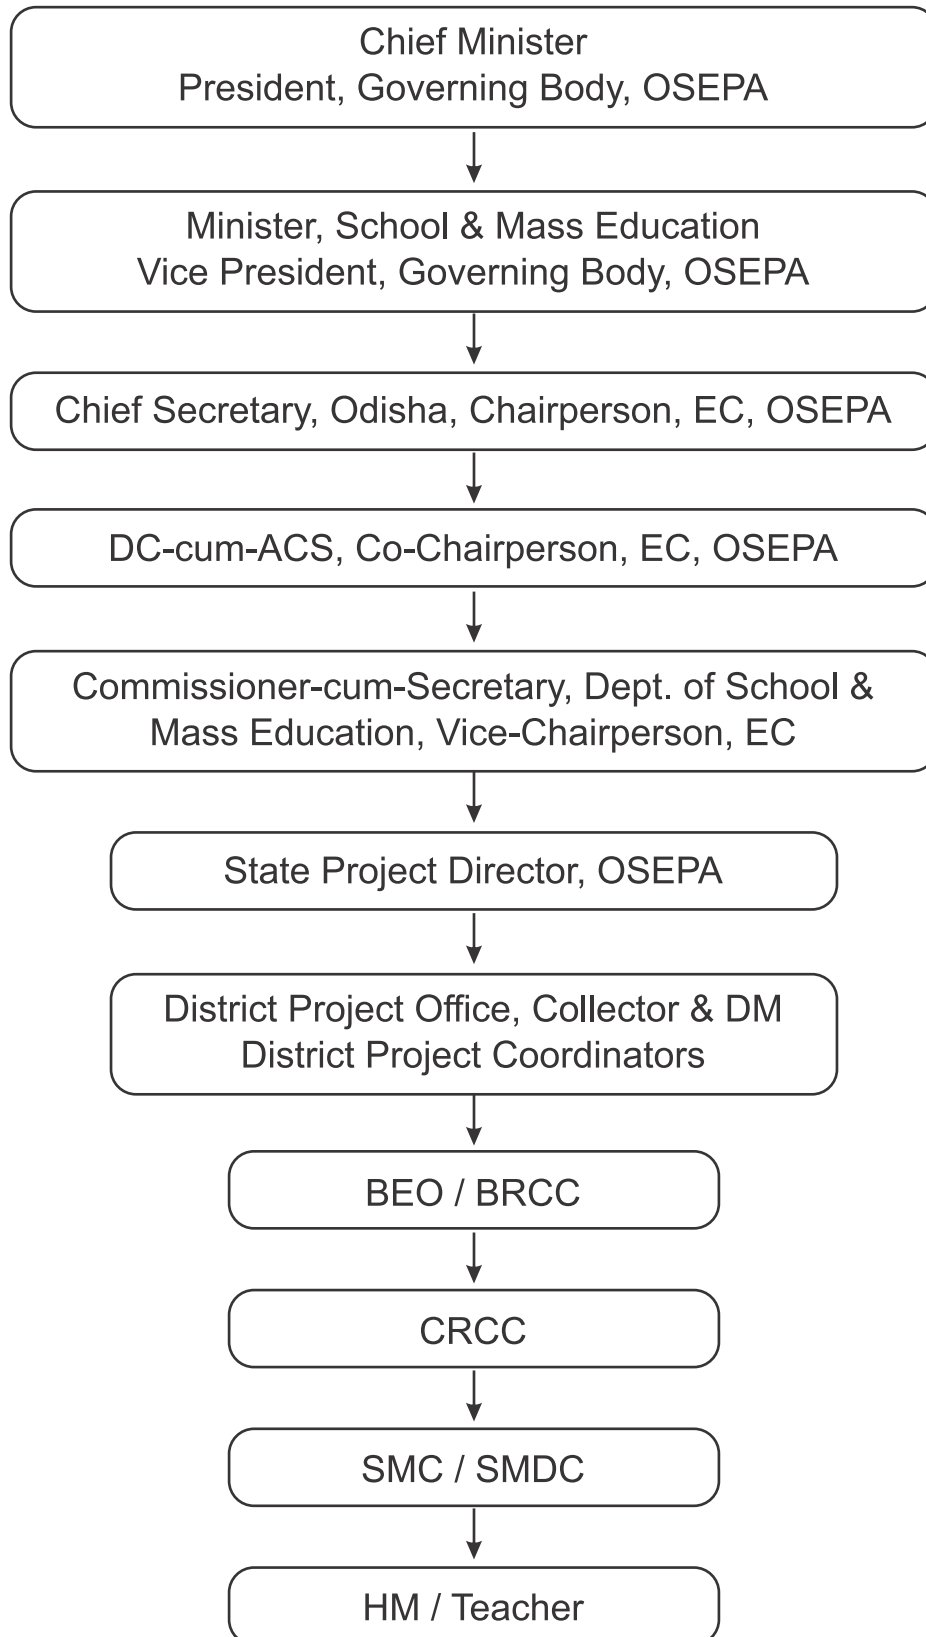 Chief Minister
President, Governing Body, OSEPA
Minister, School & Mass Education
Vice President, Governing Body, OSEPA
Chief Secretary, Odisha, Chairperson, EC, OSEPA
DC-cum-ACS, Co-Chairperson, EC, OSEPA
Commissioner-cum-Secretary, Dept. of School &
Mass Education, Vice-Chairperson, EC
State Project Director, OSEPA
District Project Office, Collector & DM
District Project Coordinators
BEO / BRCC
CRCC
SMC / SMDC
HM / Teacher